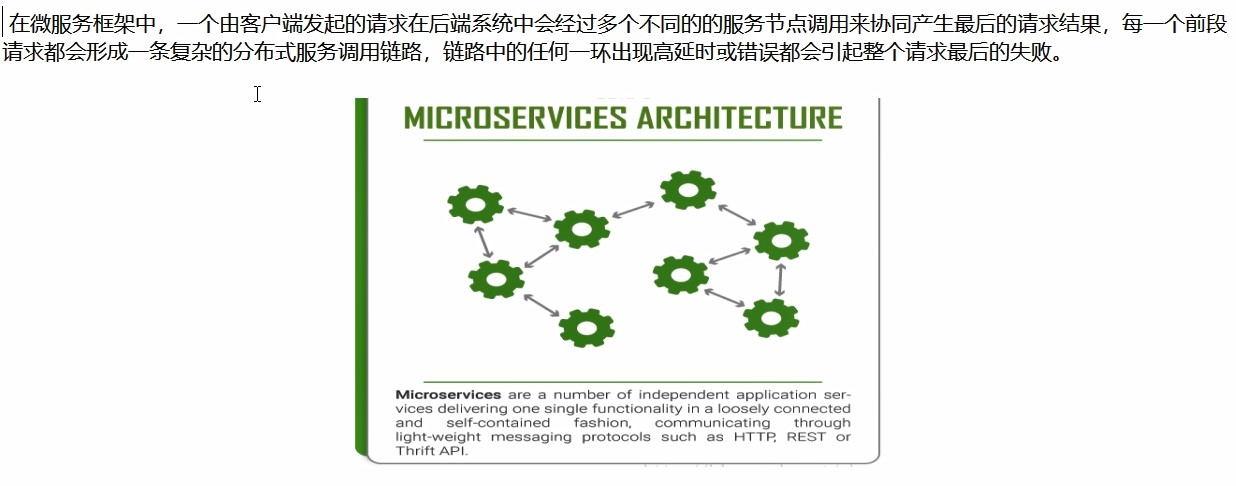 在微服务框架中，一个由客户端发起的请求在后端系统中会经过多个不同的的服务节点调用来协同产生最后的请求结果，每一个前段
请求都会形成一条复杂的分布式服务调用链路，链路中的任何一环出现高延时或错误都会引起整个请求最后的失败。
MICROSERVICES ARCHITECTURE
Microservices are a number of independent application ser-
vices delivering one single functionality in a loosely connected
and self-contained fashion, communicating through
light-weight messaging protocols such as HTTP, REST or
Thrift API.